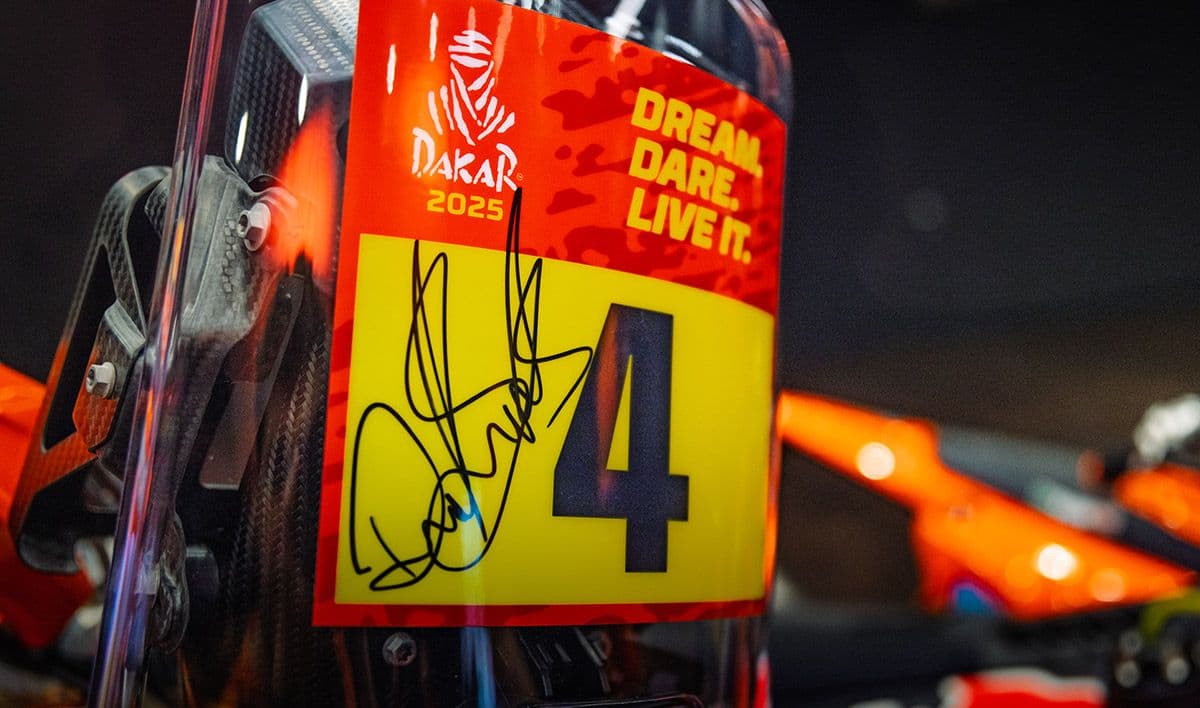 DAKAR
2025
DREAM.
DARE.
LIVE IT.
4